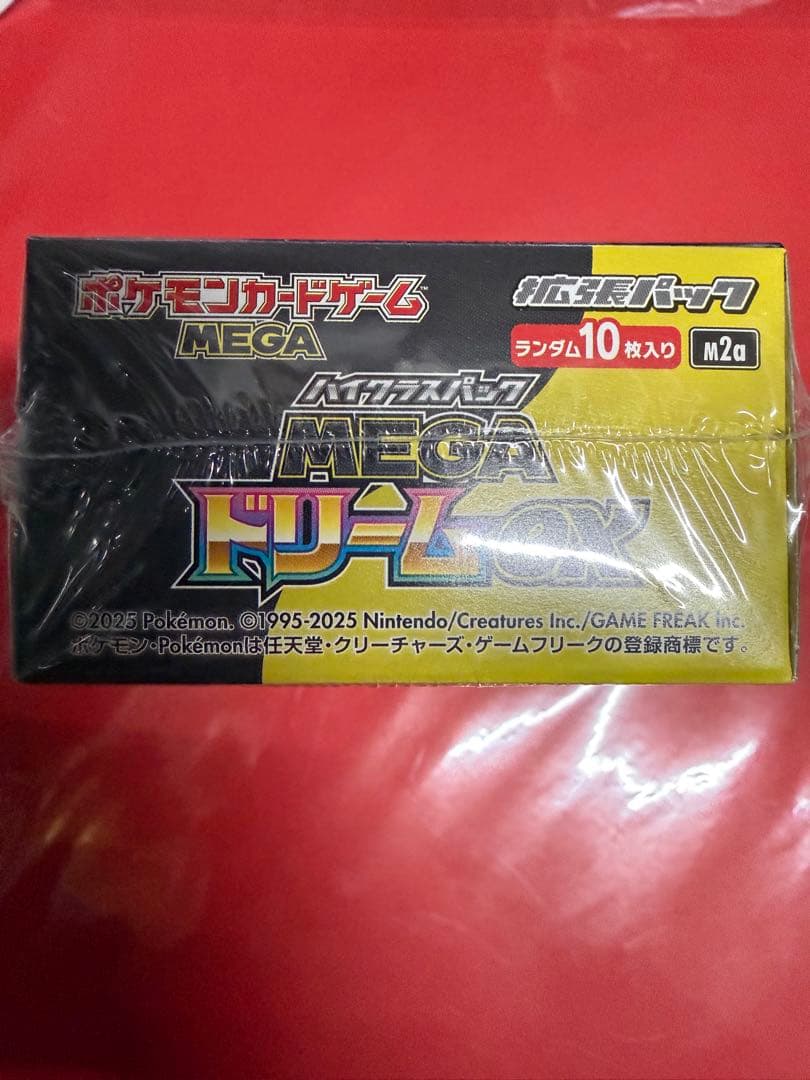 ポケモンカードゲーム™
MEGA
拡張パック
ランダム10枚入り
M2a
ハイクラスパック
MEGA
ドリームex
©2025 Pokémon. ©1995-2025 Nintendo/Creatures Inc./GAME FREAK inc.
ポケモン・Pokémonは任天堂・クリーチャーズ・ゲームフリークの登録商標です。